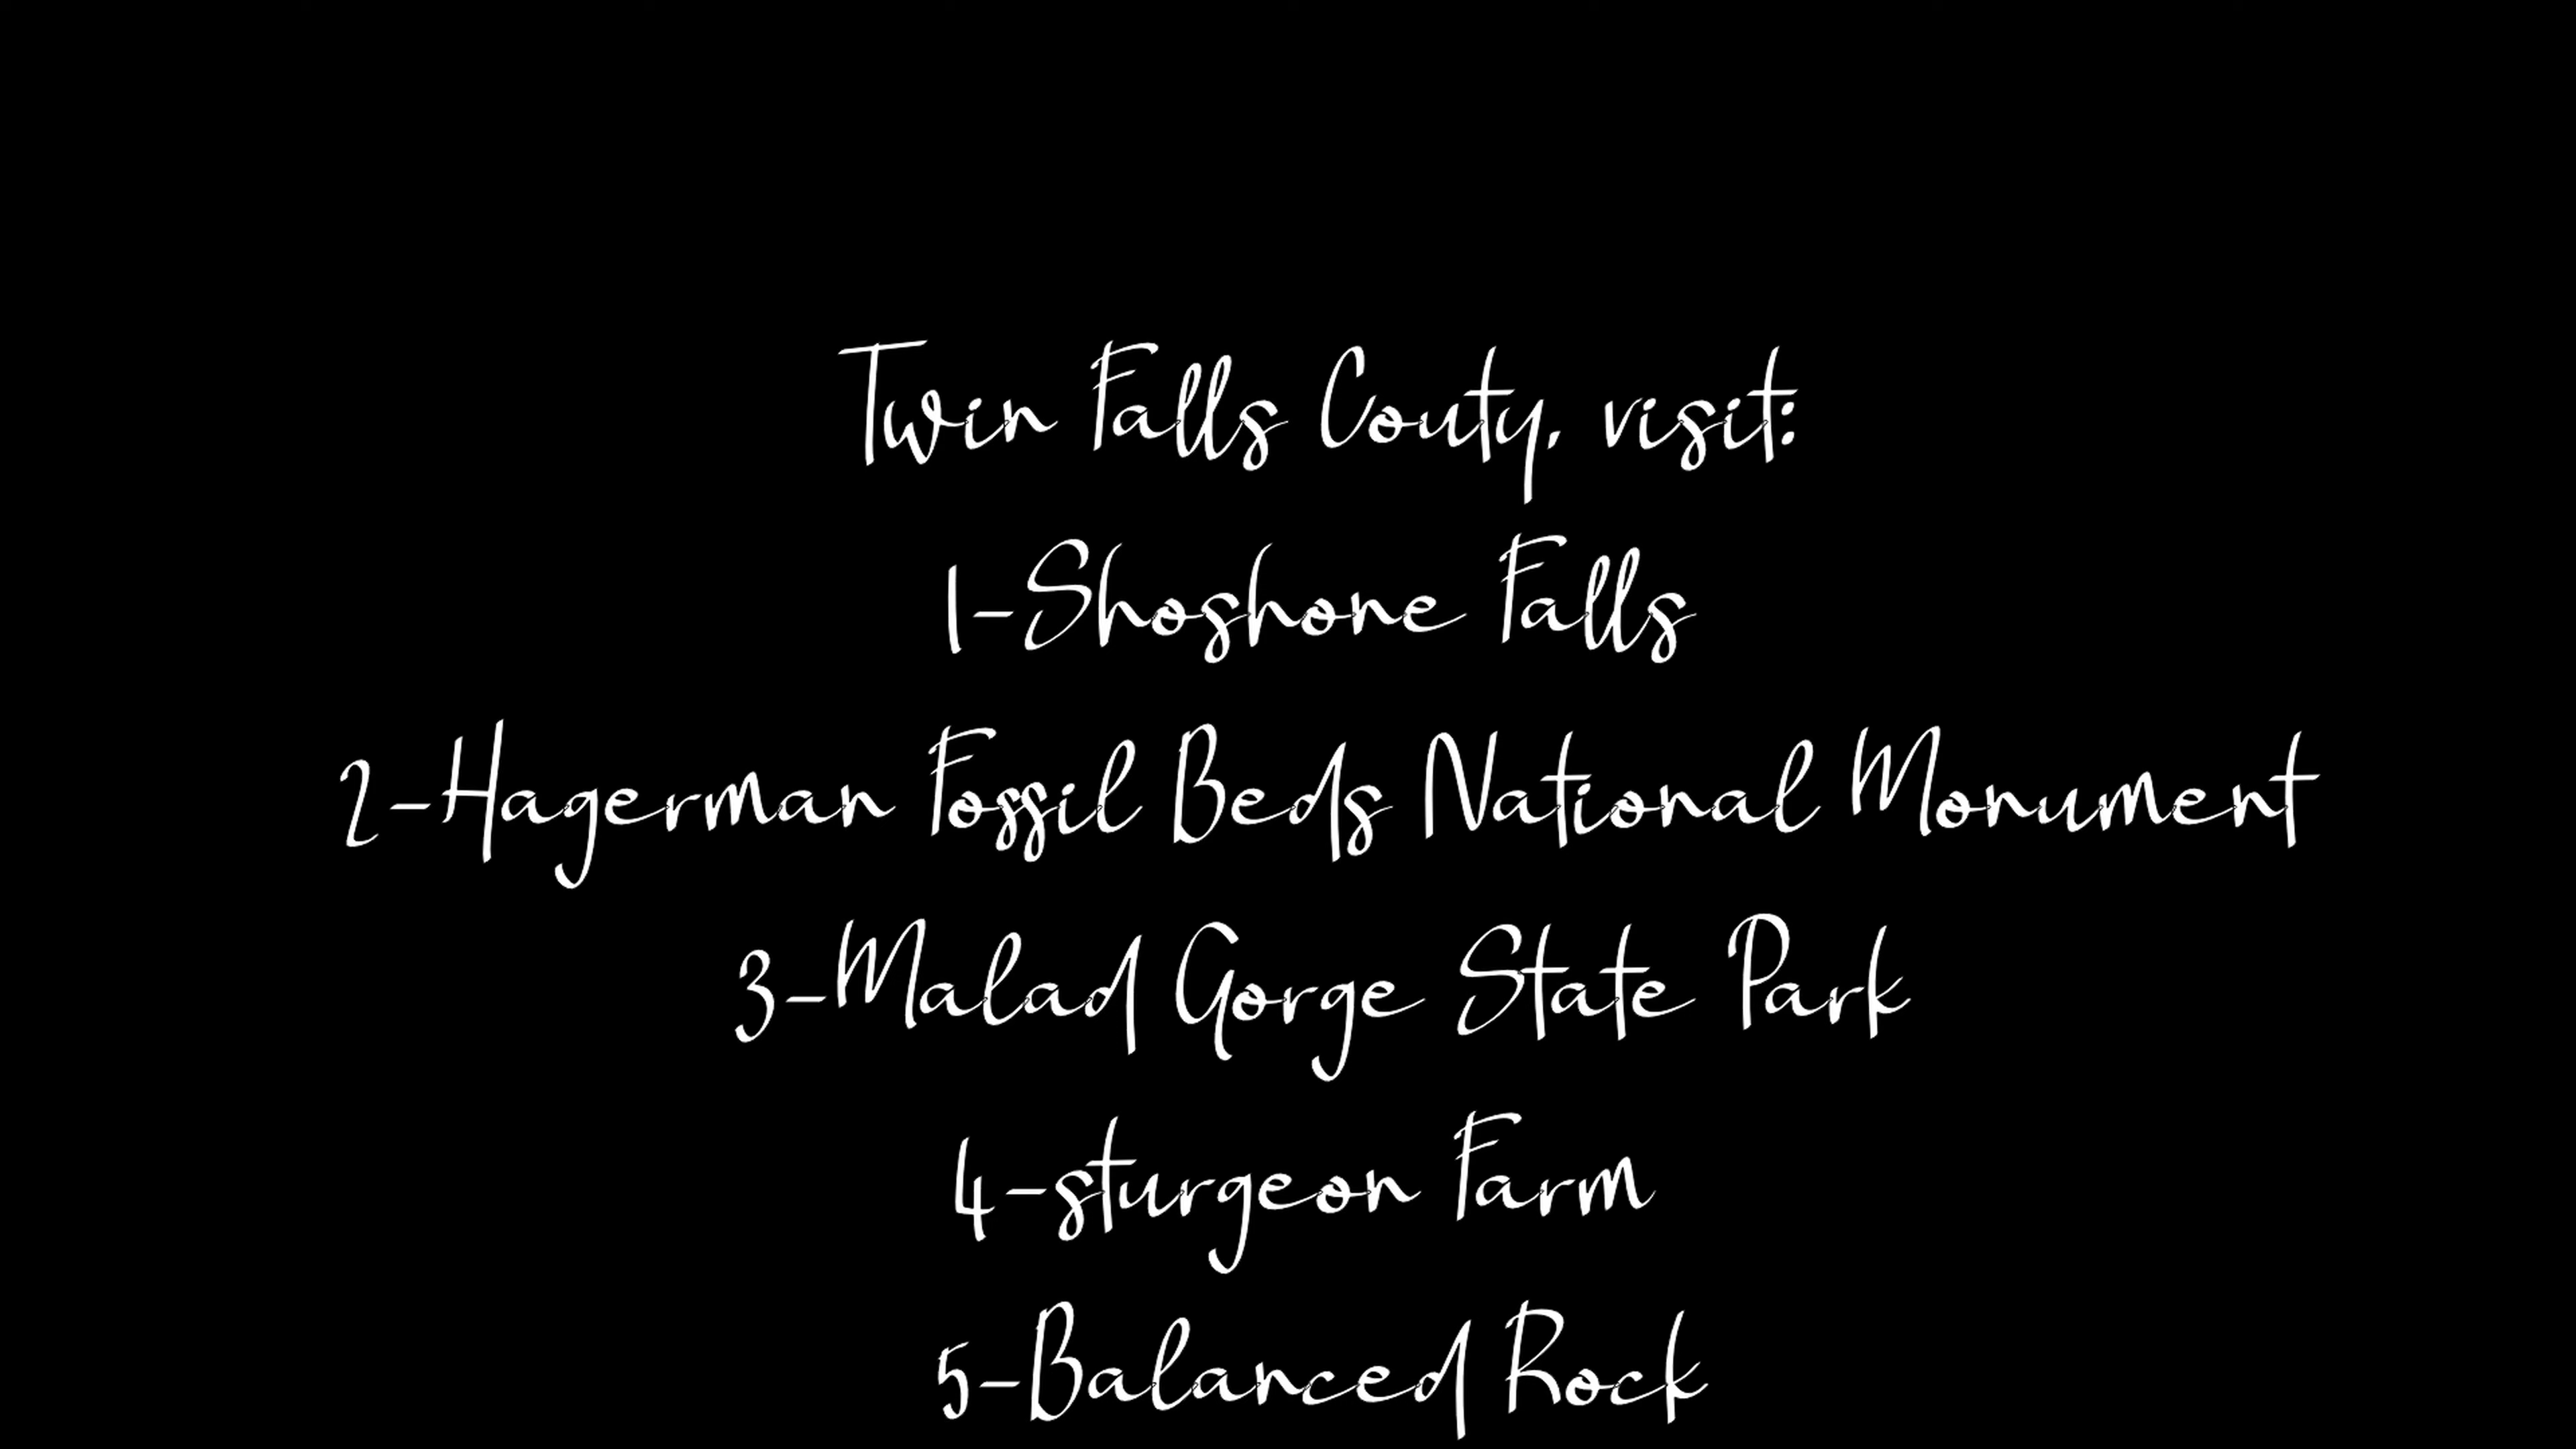 Twin Falls Couty, visit:
1-Shoshone Falls
2-Hagerman Fossil Beds National Monument
3-Malad Gorge State Park
4-sturgeon Farm
5-Balanced Rock